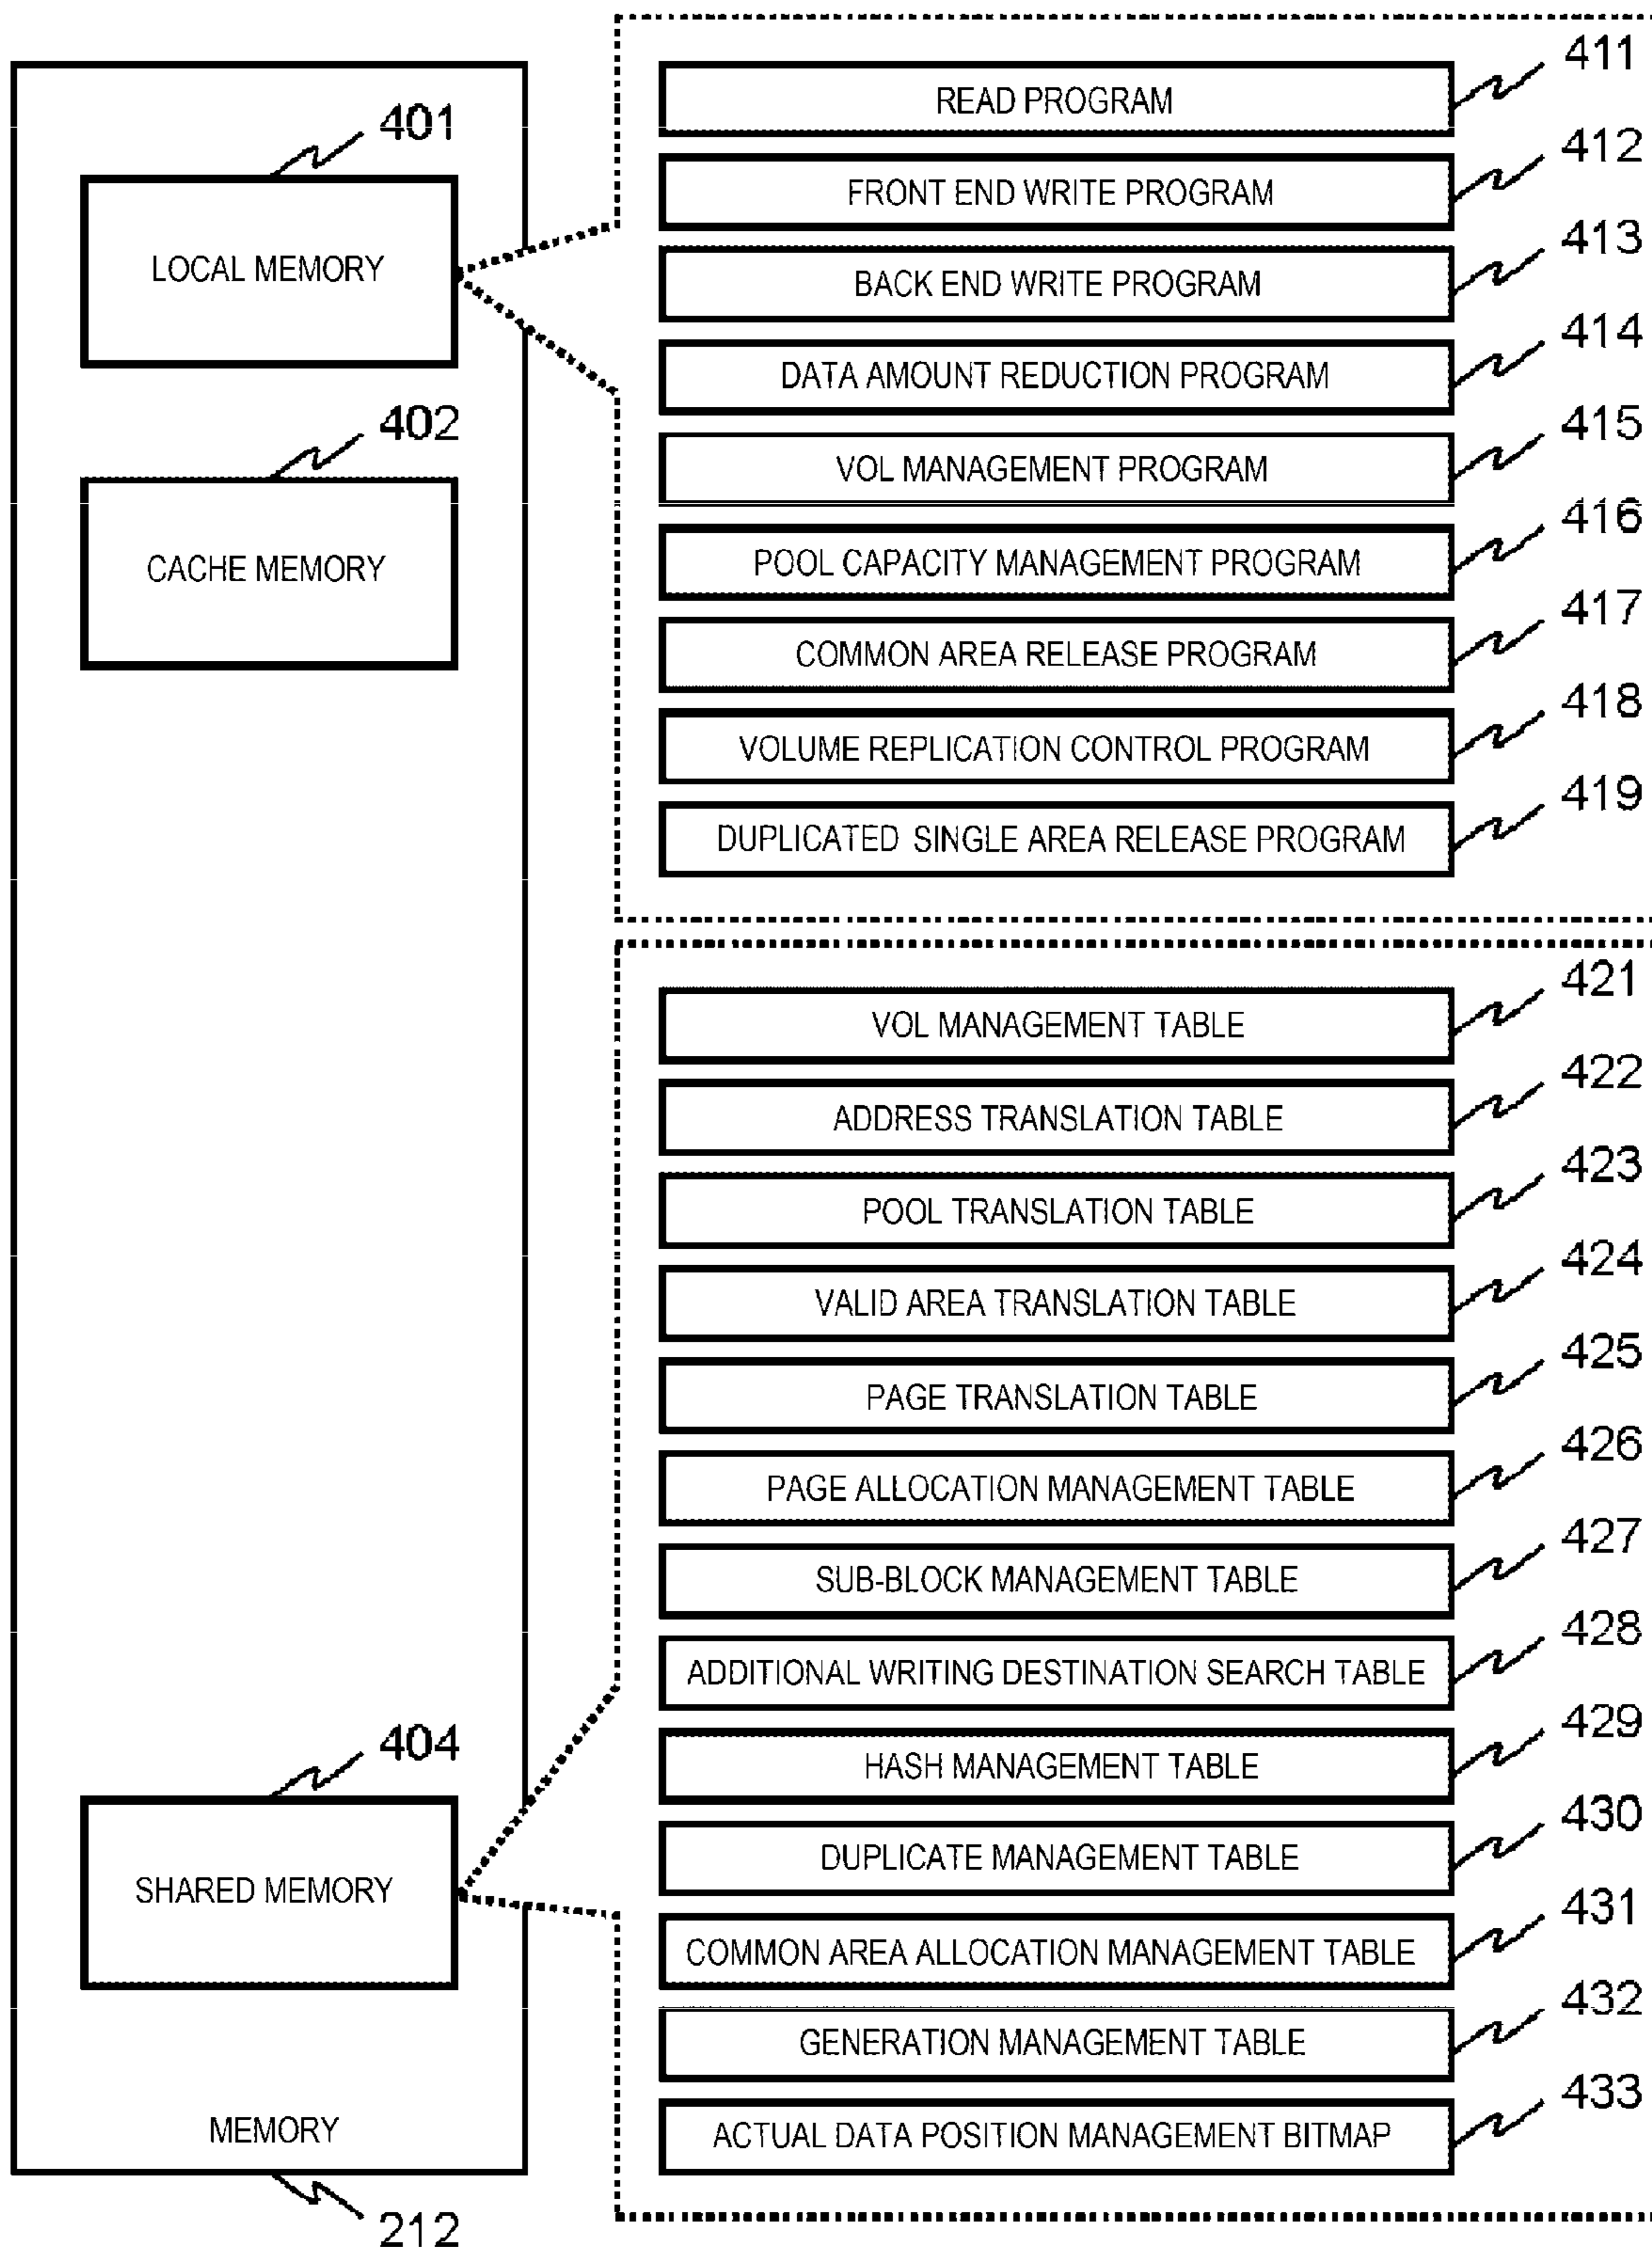 401
LOCAL MEMORY
402
CACHE MEMORY
404
SHARED MEMORY
MEMORY
212
411
READ PROGRAM
412
FRONT END WRITE PROGRAM
413
BACK END WRITE PROGRAM
414
DATA AMOUNT REDUCTION PROGRAM
415
VOL MANAGEMENT PROGRAM
416
POOL CAPACITY MANAGEMENT PROGRAM
417
COMMON AREA RELEASE PROGRAM
418
VOLUME REPLICATION CONTROL PROGRAM
419
DUPLICATED SINGLE AREA RELEASE PROGRAM
421
VOL MANAGEMENT TABLE
422
ADDRESS TRANSLATION TABLE
423
POOL TRANSLATION TABLE
424
VALID AREA TRANSLATION TABLE
425
PAGE TRANSLATION TABLE
426
PAGE ALLOCATION MANAGEMENT TABLE
427
SUB-BLOCK MANAGEMENT TABLE
428
ADDITIONAL WRITING DESTINATION SEARCH TABLE
429
HASH MANAGEMENT TABLE
430
DUPLICATE MANAGEMENT TABLE
431
COMMON AREA ALLOCATION MANAGEMENT TABLE
432
GENERATION MANAGEMENT TABLE
433
ACTUAL DATA POSITION MANAGEMENT BITMAP